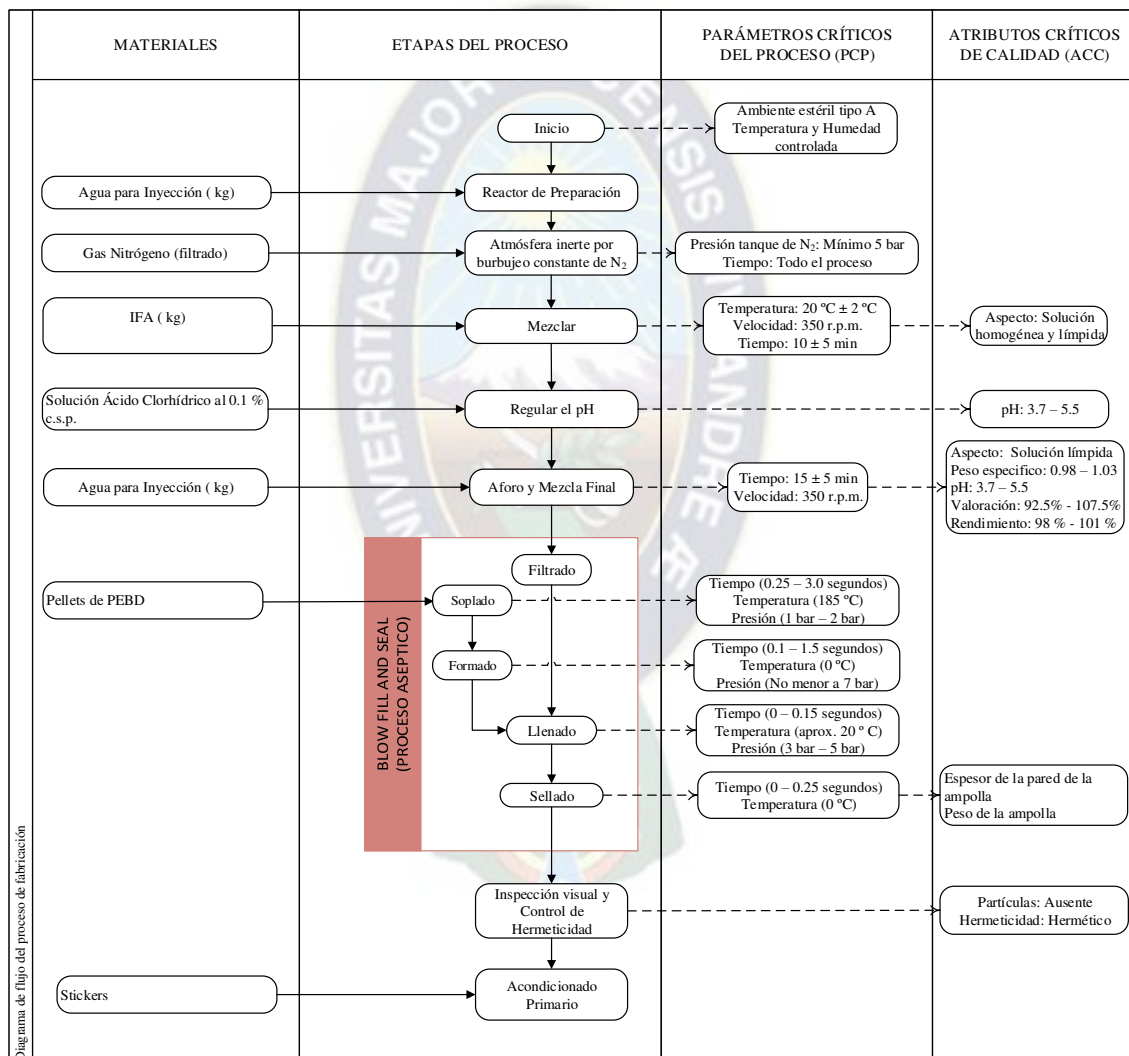 MATERIALES
ETAPAS DEL PROCESO
PARÁMETROS CRÍTICOS
DEL PROCESO (PCP)
ATRIBUTOS CRÍTICOS
DE CALIDAD (ACC)
Inicio
Ambiente estéril tipo A
Temperatura y Humedad
controlada
Agua para Inyección ( kg)
Reactor de Preparación
Gas Nitrógeno (filtrado)
Atmósfera inerte por
burbujeo constante de N₂
Presión tanque de N₂: Mínimo 5 bar
Tiempo: Todo el proceso
IFA ( kg)
Mezclar
Temperatura: 20 ºC ± 2 ºC
Velocidad: 350 r.p.m.
Tiempo: 10 ± 5 min
Aspecto: Solución
homogénea y límpida
Solución Ácido Clorhídrico al 0.1 %
c.s.p.
Regular el pH
pH: 3.7 – 5.5
Agua para Inyección ( kg)
Aforo y Mezcla Final
Tiempo: 15 ± 5 min
Velocidad: 350 r.p.m.
Aspecto: Solución límpida
Peso especifico: 0.98 – 1.03
pH: 3.7 – 5.5
Valoración: 92.5% - 107.5%
Rendimiento: 98 % - 101 %
BLOW FILL AND SEAL
(PROCESO ASEPTICO)
Filtrado
Pellets de PEBD
Soplado
Tiempo (0.25 – 3.0 segundos)
Temperatura (185 ºC)
Presión (1 bar – 2 bar)
Formado
Tiempo (0.1 – 1.5 segundos)
Temperatura (0 ºC)
Presión (No menor a 7 bar)
Llenado
Tiempo (0 – 0.15 segundos)
Temperatura (aprox. 20 º C)
Presión (3 bar – 5 bar)
Sellado
Tiempo (0 – 0.25 segundos)
Temperatura (0 ºC)
Espesor de la pared de la
ampolla
Peso de la ampolla
Inspección visual y
Control de
Hermeticidad
Partículas: Ausente
Hermeticidad: Hermético
Stickers
Acondicionado
Primario
Diagrama de flujo del proceso de fabricación